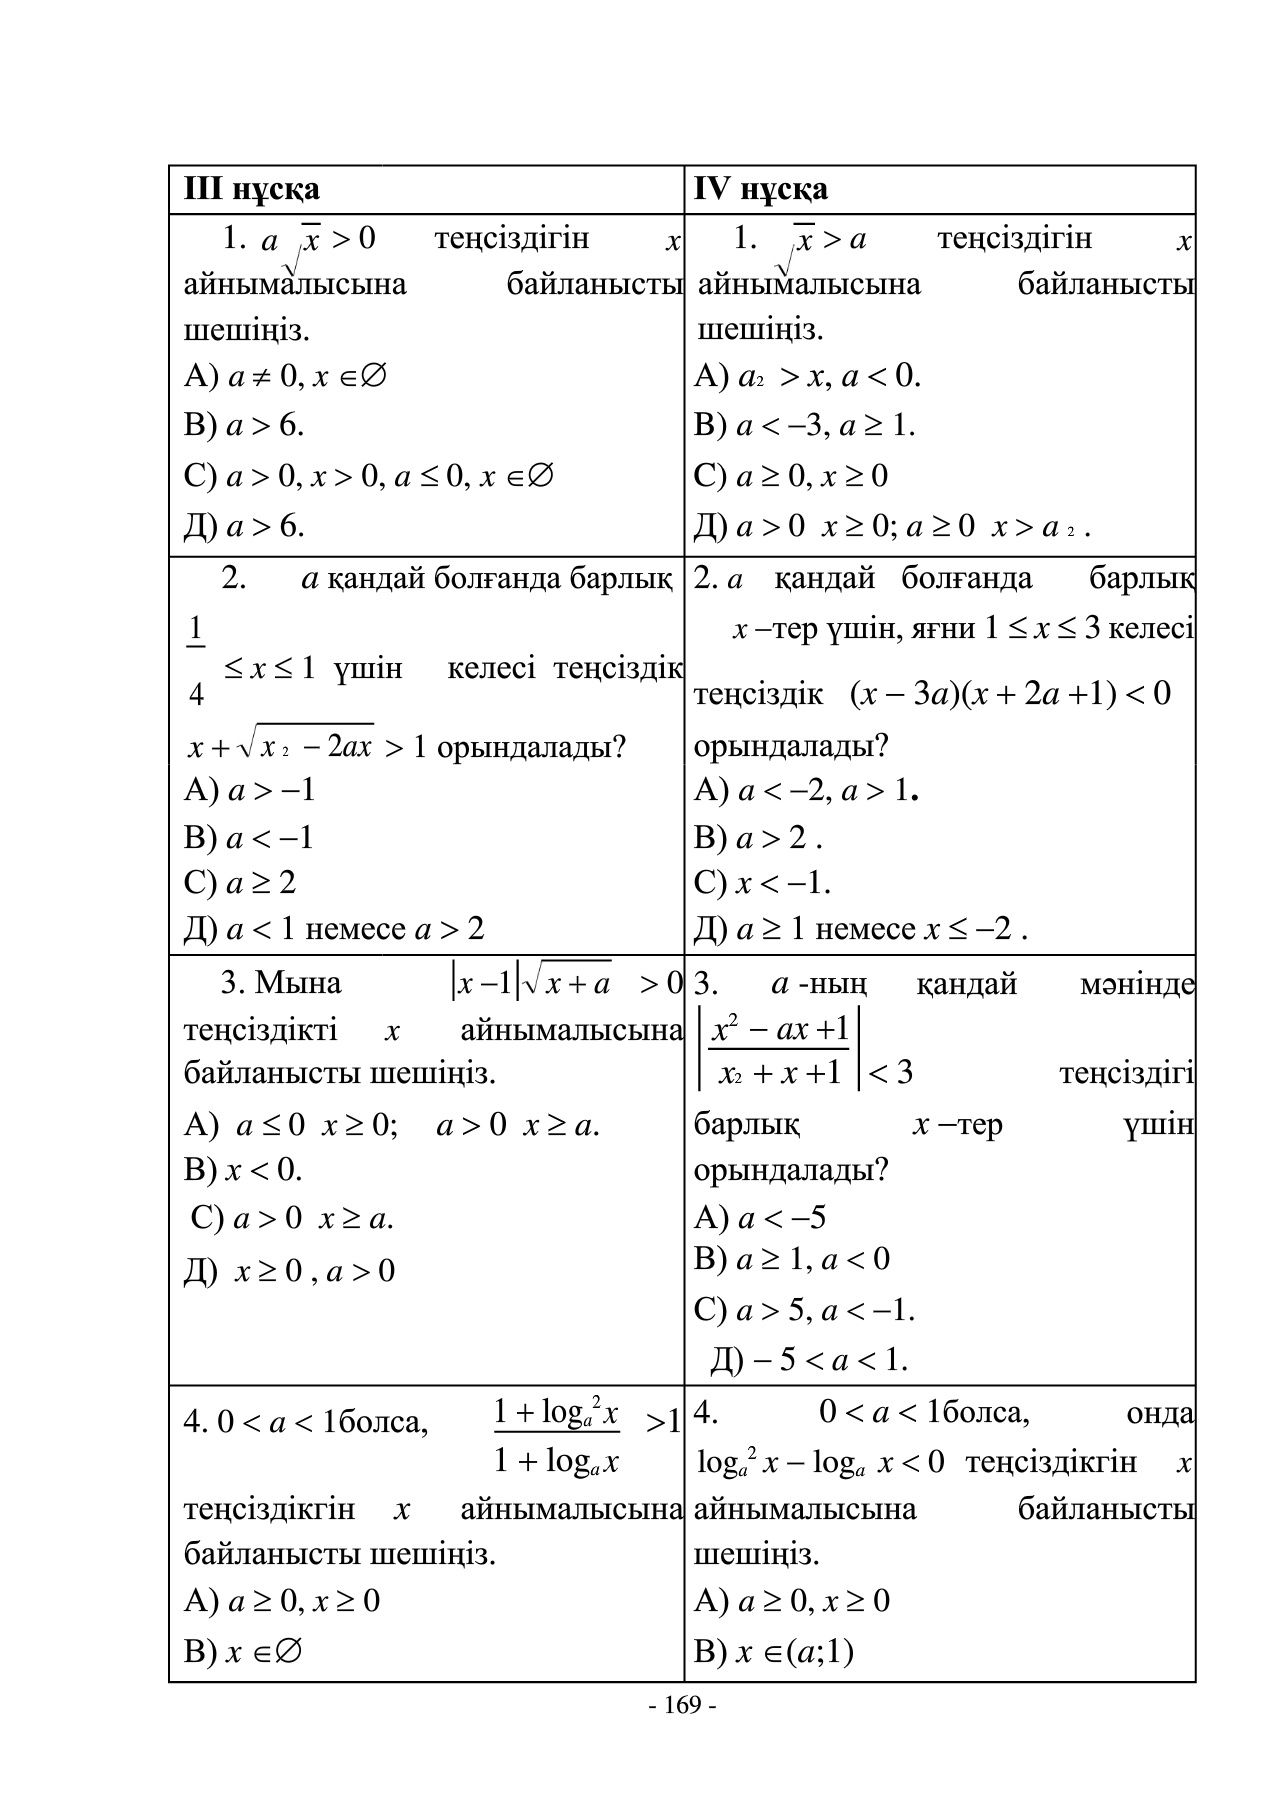 III нұсқа
1. a √x > 0 теңсіздігін x
айнымалысына байланысты
шешіңіз.
А) a ≠ 0, x ∈∅
В) a > 6.
С) a > 0, x > 0, a ≤ 0, x ∈∅
Д) a > 6.
2. a қандай болғанда барлық
1/4 ≤ x ≤ 1 үшін келесі теңсіздік
x + √x² − 2ax > 1 орындалады?
А) a > −1
В) a < −1
С) a ≥ 2
Д) a < 1 немесе a > 2
3. Мына |x −1|√x + a > 0
теңсіздікті x айнымалысына
байланысты шешіңіз.
А) a ≤ 0 x ≥ 0; a > 0 x ≥ a.
В) x < 0.
С) a > 0 x ≥ a.
Д) x ≥ 0 , a > 0
4. 0 < a < 1болса, (1 + logₐ² x)/(1 + logₐ x) >1
теңсіздікгін x айнымалысына
байланысты шешіңіз.
А) a ≥ 0, x ≥ 0
В) x ∈∅
IV нұсқа
1. √x > a теңсіздігін x
айнымалысына байланысты
шешіңіз.
А) a₂ > x, a < 0.
В) a < −3, a ≥ 1.
С) a ≥ 0, x ≥ 0
Д) a > 0 x ≥ 0; a ≥ 0 x > a ₂ .
2. a қандай болғанда барлық
x −тер үшін, яғни 1 ≤ x ≤ 3 келесі
теңсіздік (x − 3a)(x + 2a +1) < 0
орындалады?
А) a < −2, a > 1.
В) a > 2 .
С) x < −1.
Д) a ≥ 1 немесе x ≤ −2 .
3. a -ның қандай мәнінде
|(x² − ax +1)/(x₂ + x +1)| < 3 теңсіздігі
барлық x −тер үшін
орындалады?
А) a < −5
В) a ≥ 1, a < 0
С) a > 5, a < −1.
Д) − 5 < a < 1.
4. 0 < a < 1болса, онда
logₐ² x − logₐ x < 0 теңсіздікгін x
айнымалысына байланысты
шешіңіз.
А) a ≥ 0, x ≥ 0
В) x ∈(a;1)
- 169 -